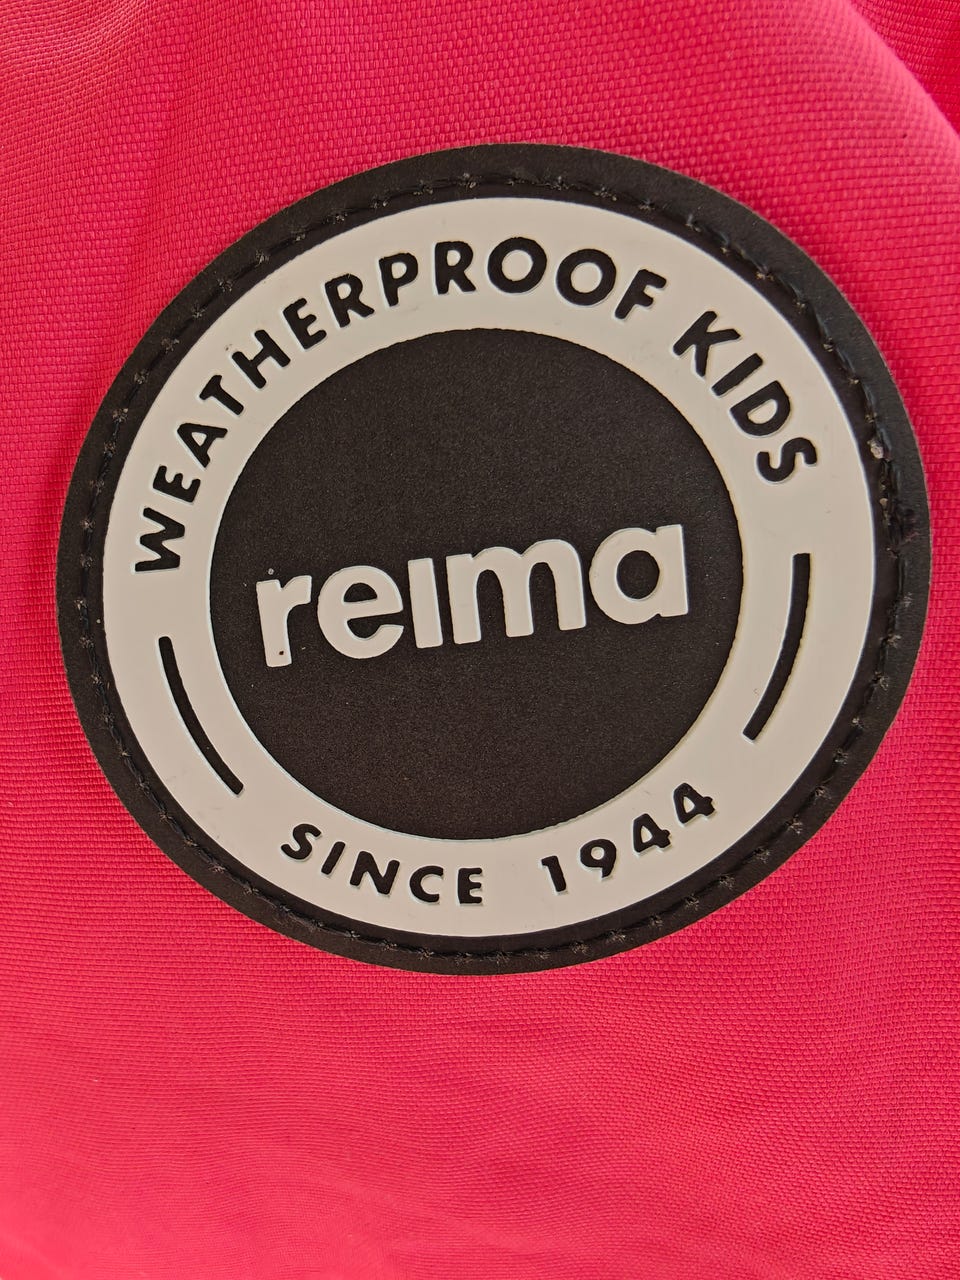 WEATHERPROOF KIDS
reima
SINCE 1944